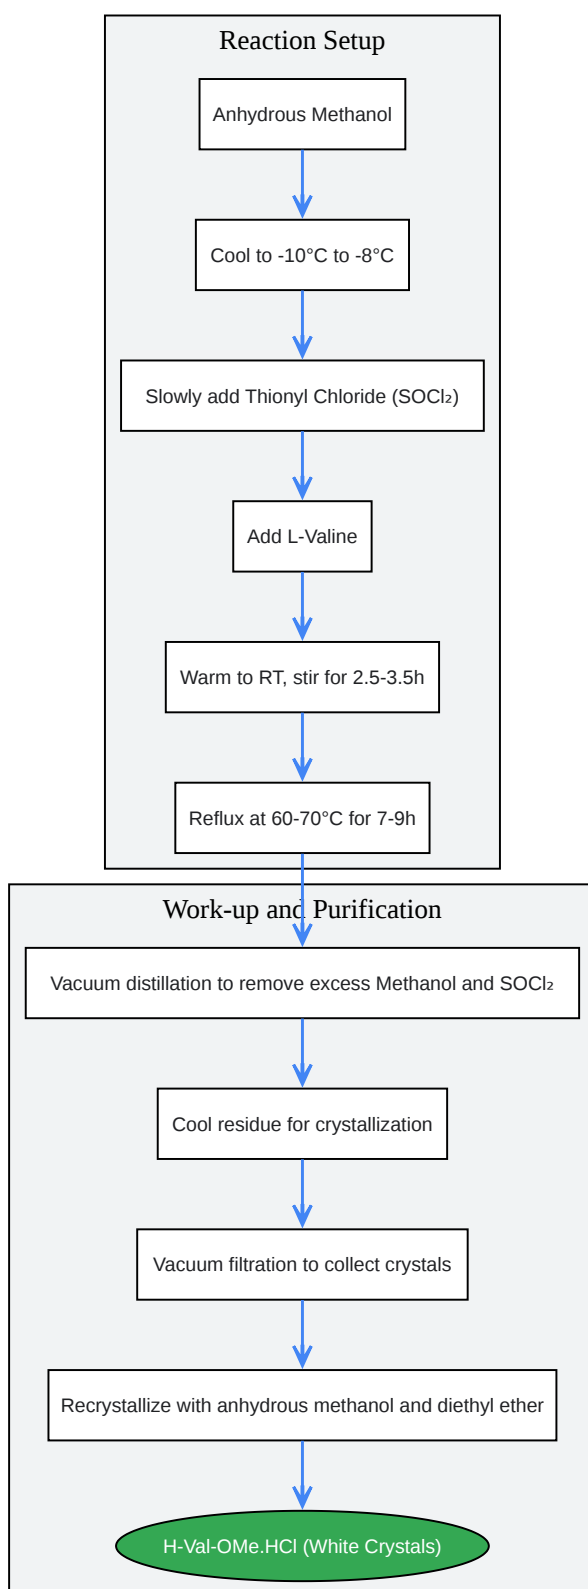 Reaction Setup
Anhydrous Methanol
Cool to -10°C to -8°C
Slowly add Thionyl Chloride (SOCl₂)
Add L-Valine
Warm to RT, stir for 2.5-3.5h
Reflux at 60-70°C for 7-9h
Work-up and Purification
Vacuum distillation to remove excess Methanol and SOCl₂
Cool residue for crystallization
Vacuum filtration to collect crystals
Recrystallize with anhydrous methanol and diethyl ether
H-Val-OMe.HCl (White Crystals)